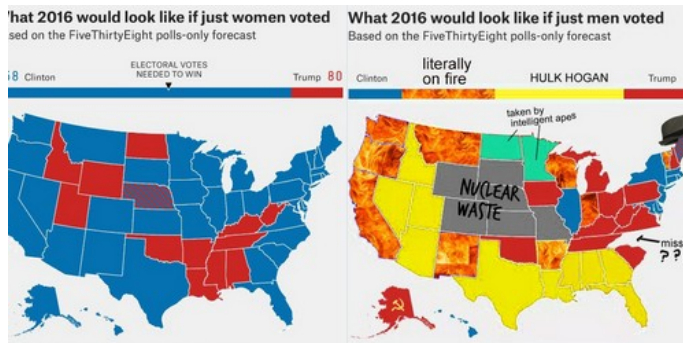 hat 2016 would look like if just women voted
sed on the FiveThirtyEight polls-only forecast
ELECTORAL VOTES
NEEDED TO WIN
58 Clinton
Trump 80
What 2016 would look like if just men voted
Based on the FiveThirtyEight polls-only forecast
literally
on fire
Clinton
HULK HOGAN
Trump
taken by
intelligent apes
NUCLEAR
WASTE
miss
? ?